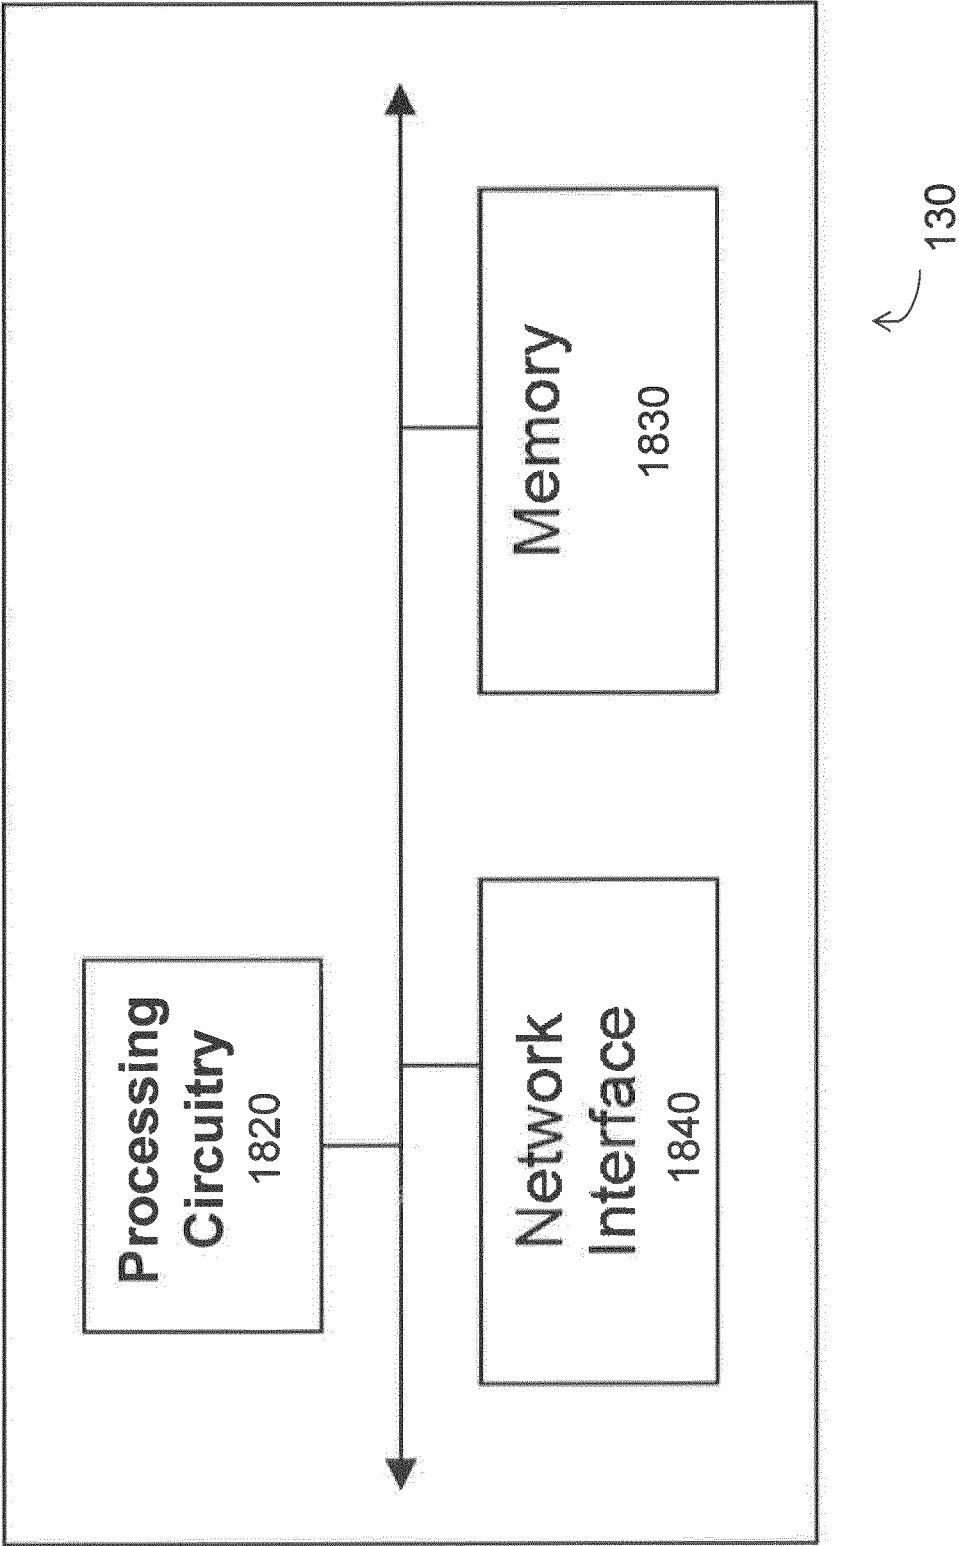 Processing
Circuitry
1820
Network
Interface
1840
Memory
1830
130